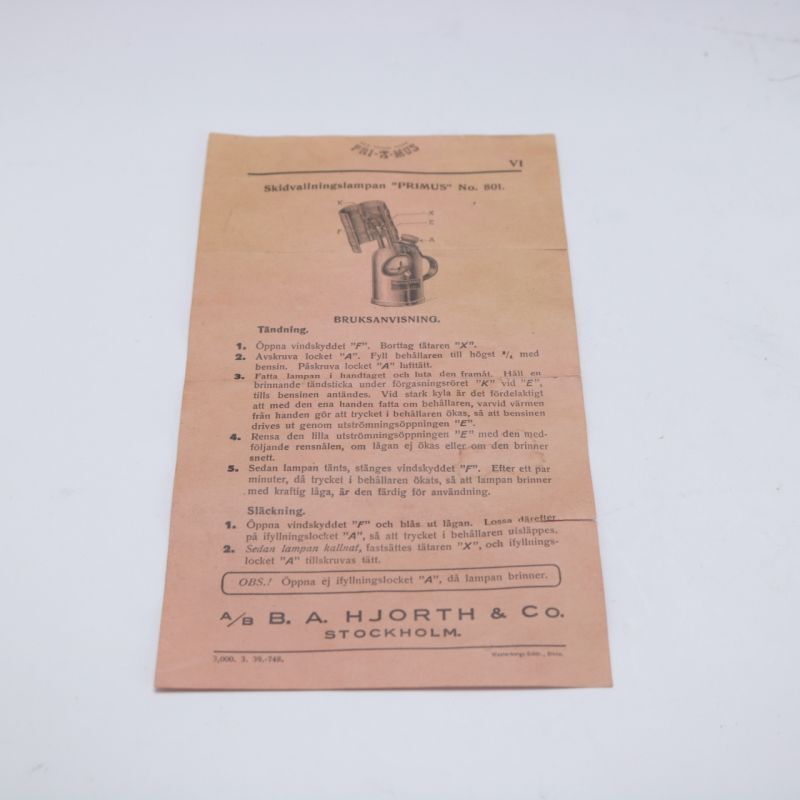 PRI-MUS
VI
Skidvallningslampan "PRIMUS" No. 801.
K
X
E
F
A
BRUKSANVISNING.
Tändning.
1. Öppna vindskyddet "F". Borttag tätaren "X".
2. Avskruva locket "A". Fyll behållaren till högst ³/₄ med
bensin. Påskruva locket "A" lufttätt.
3. Fatta lampan i handtaget och luta den framåt. Håll en
brinnande tändsticka under förgasningsröret "K" vid "E",
tills bensinen antändes. Vid stark kyla är det fördelaktigt
att med den ena handen fatta om behållaren, varvid värmen
från handen gör att trycket i behållaren ökas, så att bensinen
drives ut genom utströmningsöppningen "E".
4. Rensa den lilla utströmningsöppningen "E" med den med-
följande rensnålen, om lågan ej ökas eller om den brinner
snett.
5. Sedan lampan tänts, stänges vindskyddet "F". Efter ett par
minuter, då trycket i behållaren ökats, så att lampan brinner
med kraftig låga, är den färdig för användning.
Släckning.
1. Öppna vindskyddet "F" och blås ut lågan. Lossa därefter
på ifyllningslocket "A", så att trycket i behållaren utsläppes.
2. Sedan lampan kallnat, fastsättes tätaren "X", och ifyllnings-
locket "A" tillskruvas tätt.
OBS.! Öppna ej ifyllningslocket "A", då lampan brinner.
A/B B. A. HJORTH & Co.
STOCKHOLM.
3. 39.-748.